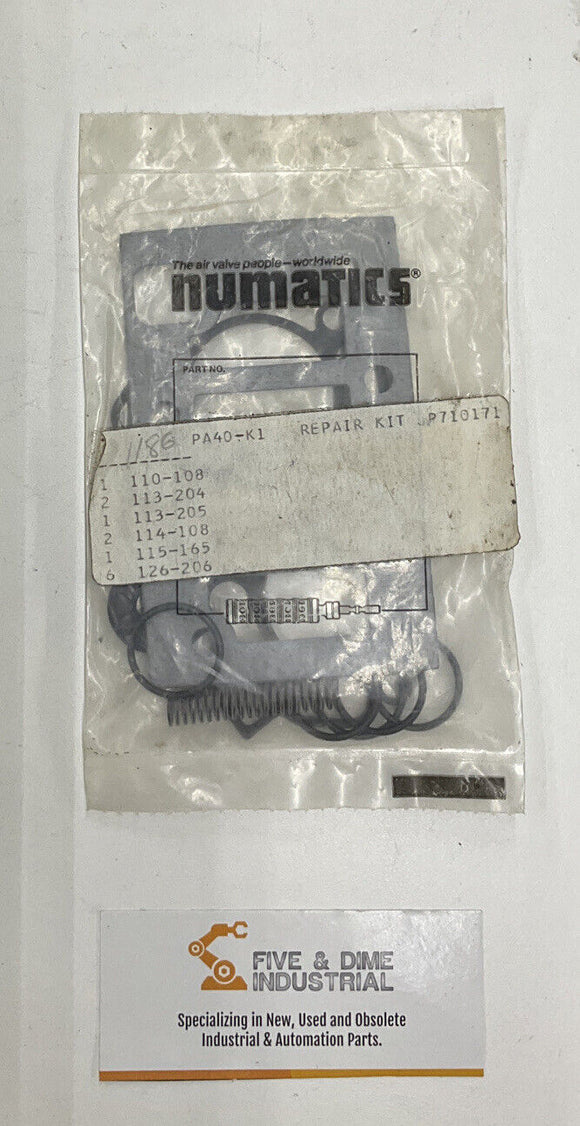 The air valve people—worldwide
numatics®
PART NO.
1186 PA40-K1 REPAIR KIT P710171
1 110-108
2 113-204
1 113-205
2 114-108
1 115-165
6 126-206
FIVE & DIME
INDUSTRIAL
Specializing in New, Used and Obsolete
Industrial & Automation Parts.